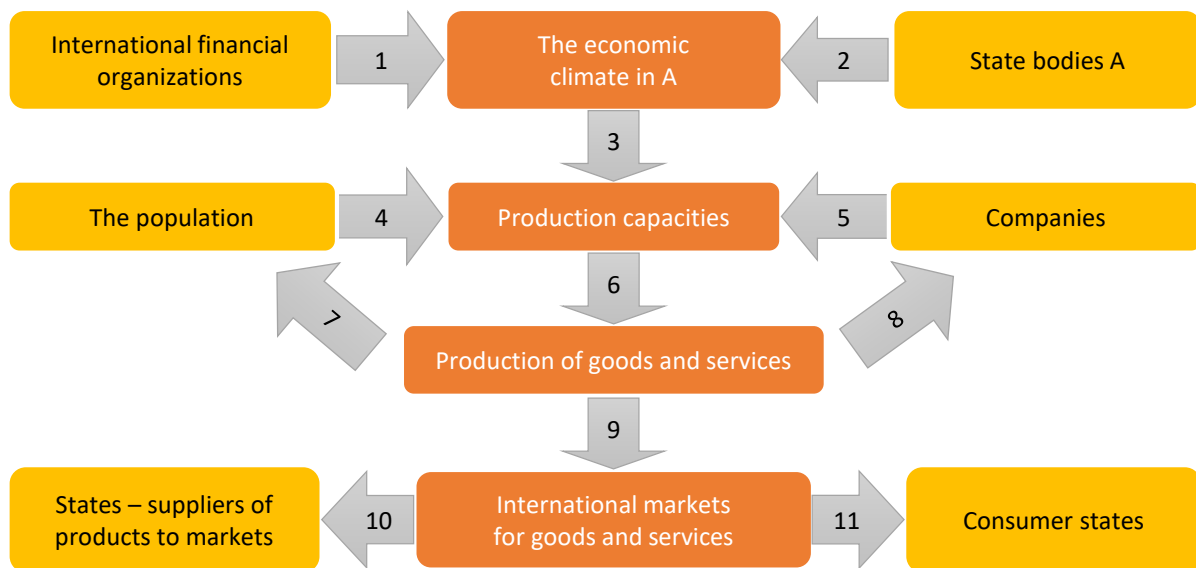 International financial
organizations
1
The economic
climate in A
2
State bodies A
3
The population
4
Production capacities
5
Companies
6
7
8
Production of goods and services
9
States – suppliers of
products to markets
10
International markets
for goods and services
11
Consumer states